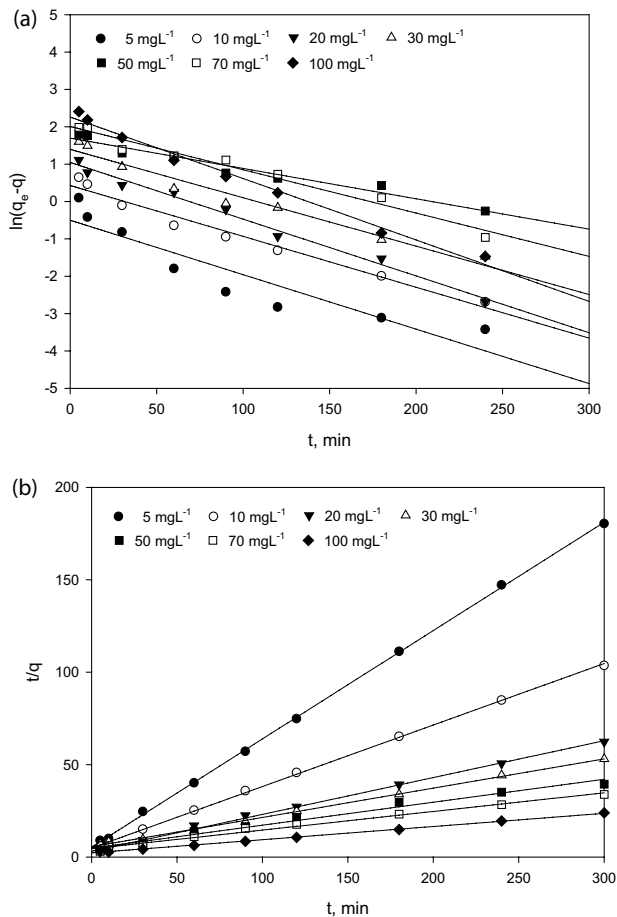 (a)
5 mgL⁻¹ 10 mgL⁻¹ 20 mgL⁻¹ 30 mgL⁻¹
50 mgL⁻¹ 70 mgL⁻¹ 100 mgL⁻¹
5
4
3
2
1
0
-1
-2
-3
-4
-5
ln(qₑ-q)
0 50 100 150 200 250 300
t, min
(b)
5 mgL⁻¹ 10 mgL⁻¹ 20 mgL⁻¹ 30 mgL⁻¹
50 mgL⁻¹ 70 mgL⁻¹ 100 mgL⁻¹
200
150
100
50
0
t/q
0 50 100 150 200 250 300
t, min